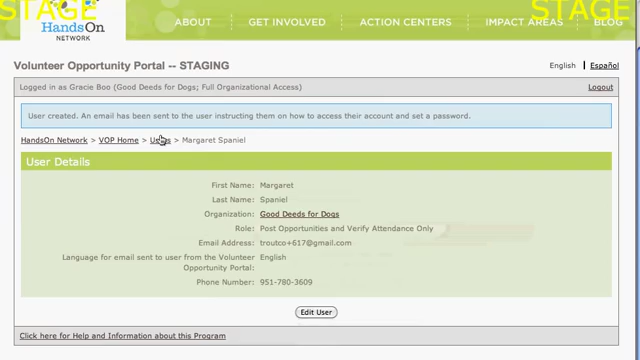 STAGE
STAGE
HandsOn
NETWORK
ABOUT GET INVOLVED ACTION CENTERS IMPACT AREAS BLOG
Volunteer Opportunity Portal -- STAGING
English Español
Logged in as Gracie Boo (Good Deeds for Dogs; Full Organizational Access) Logout
User created. An email has been sent to the user instructing them on how to access their account and set a password.
HandsOn Network > VOP Home > Users > Margaret Spaniel
User Details
First Name: Margaret
Last Name: Spaniel
Organization: Good Deeds for Dogs
Role: Post Opportunities and Verify Attendance Only
Email Address: troutco+617@gmail.com
Language for email sent to user from the Volunteer English
Opportunity Portal:
Phone Number: 951-780-3609
Edit User
Click here for Help and Information about this Program